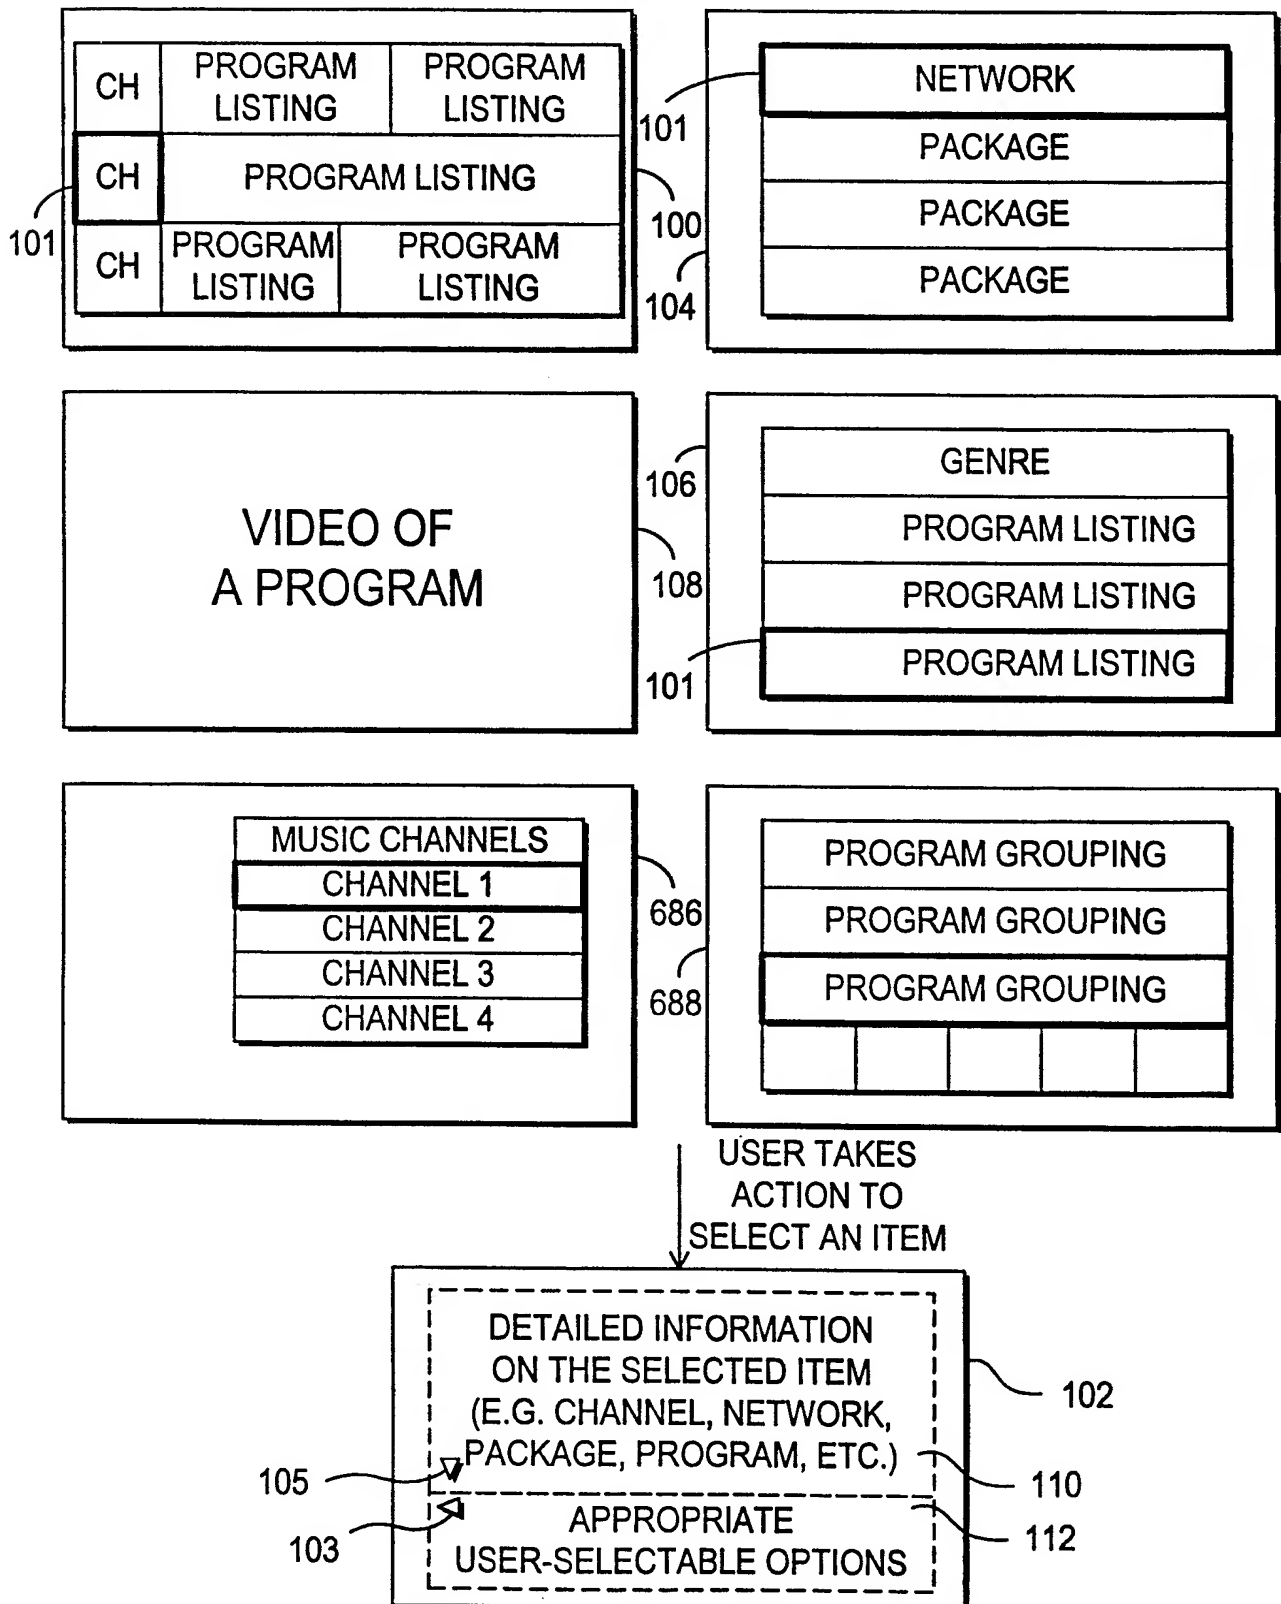 CH
PROGRAM
LISTING
PROGRAM
LISTING
CH
PROGRAM LISTING
CH
PROGRAM
LISTING
PROGRAM
LISTING
101
100
101
NETWORK
PACKAGE
PACKAGE
PACKAGE
104
VIDEO OF
A PROGRAM
108
106
GENRE
PROGRAM LISTING
PROGRAM LISTING
PROGRAM LISTING
101
MUSIC CHANNELS
CHANNEL 1
CHANNEL 2
CHANNEL 3
CHANNEL 4
686
PROGRAM GROUPING
PROGRAM GROUPING
PROGRAM GROUPING
688
USER TAKES
ACTION TO
SELECT AN ITEM
DETAILED INFORMATION
ON THE SELECTED ITEM
(E.G. CHANNEL, NETWORK,
PACKAGE, PROGRAM, ETC.)
102
105
110
103
APPROPRIATE
USER-SELECTABLE OPTIONS
112